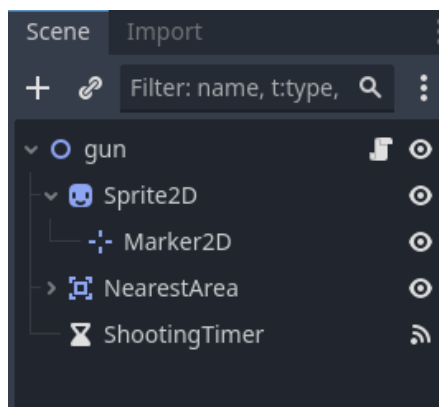 Scene Import
Filter: name, t:type,
gun
Sprite2D
Marker2D
NearestArea
ShootingTimer